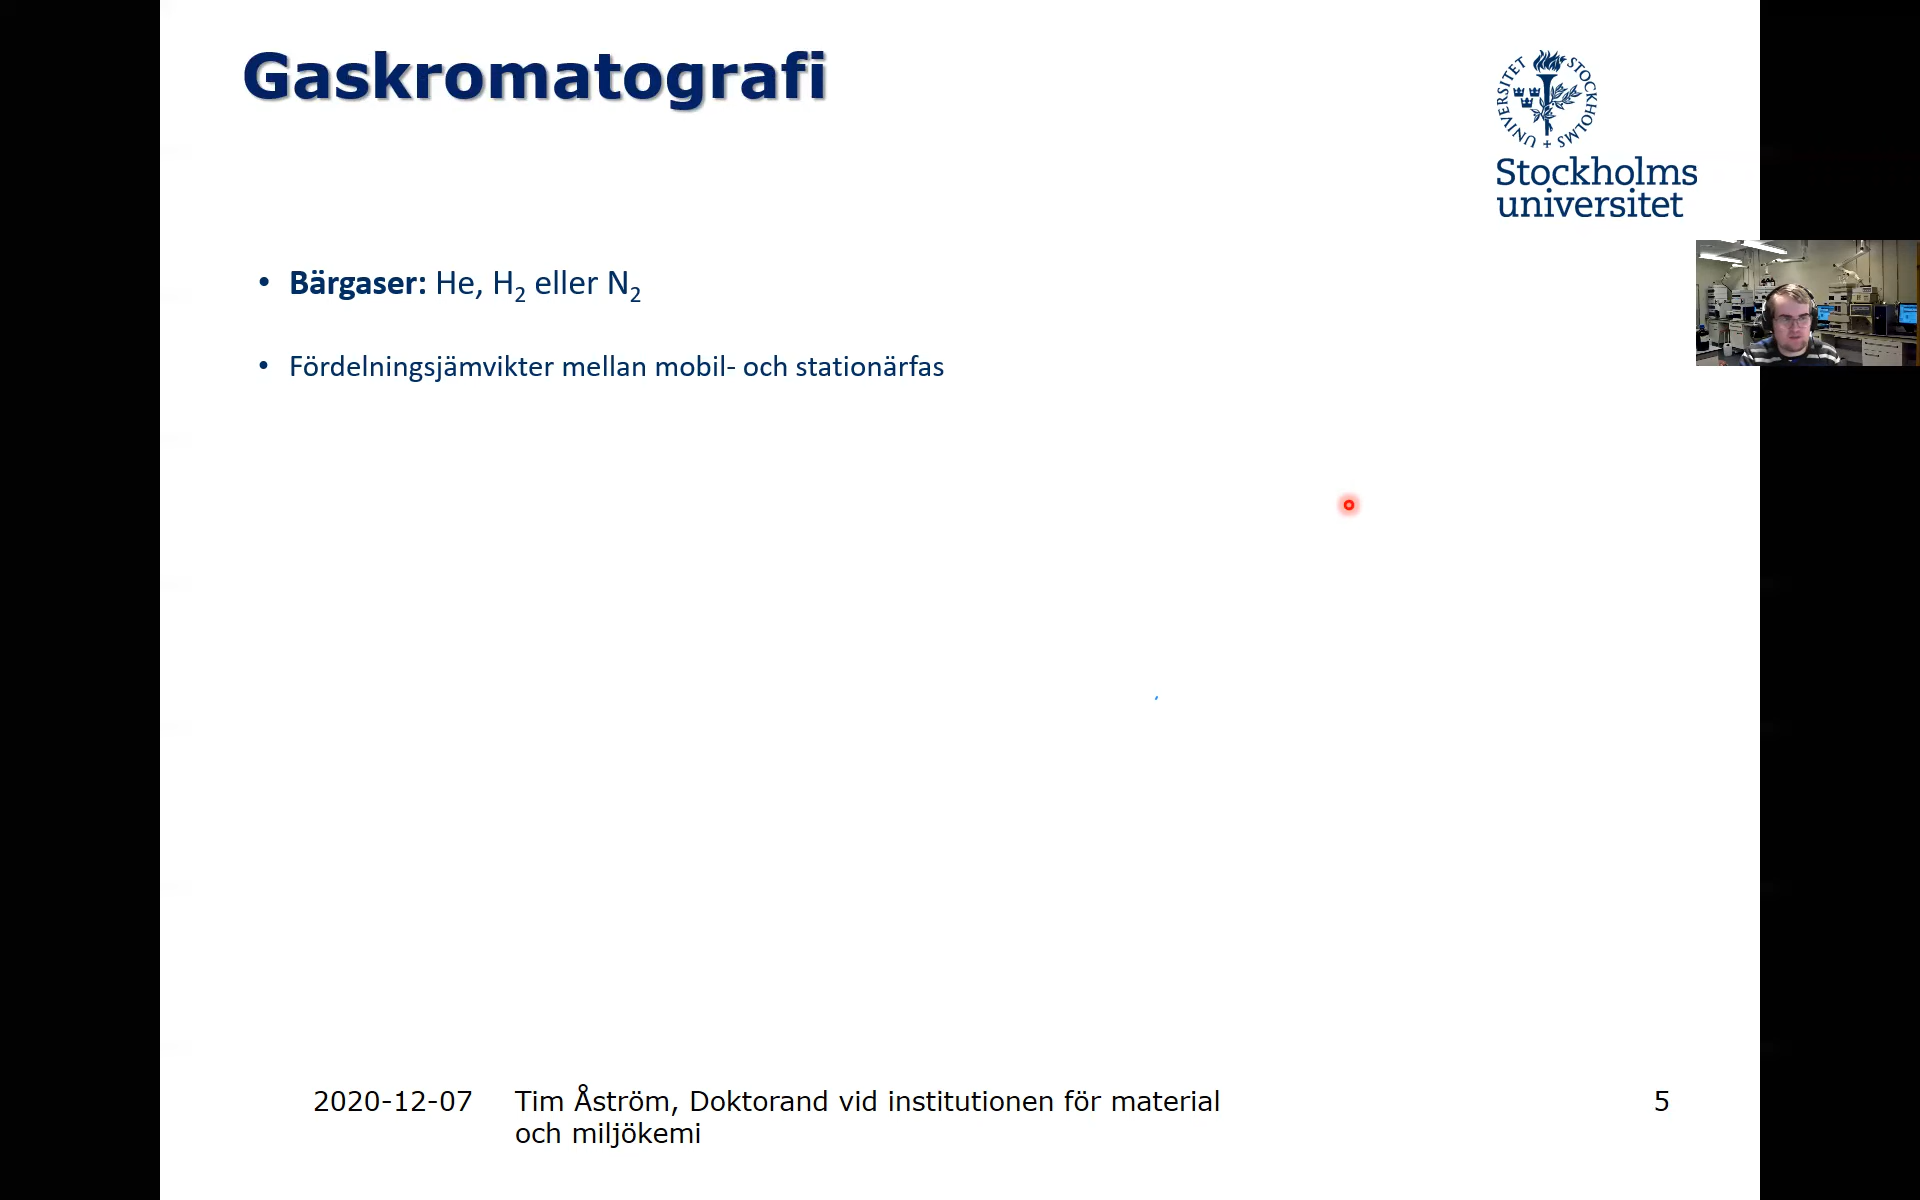 Gaskromatografi
STOCKHOLMS UNIVERSITET
Stockholms
universitet
• Bärgaser: He, H2 eller N2
• Fördelningsjämvikter mellan mobil- och stationärfas
2020-12-07 Tim Åström, Doktorand vid institutionen för material 5
och miljökemi